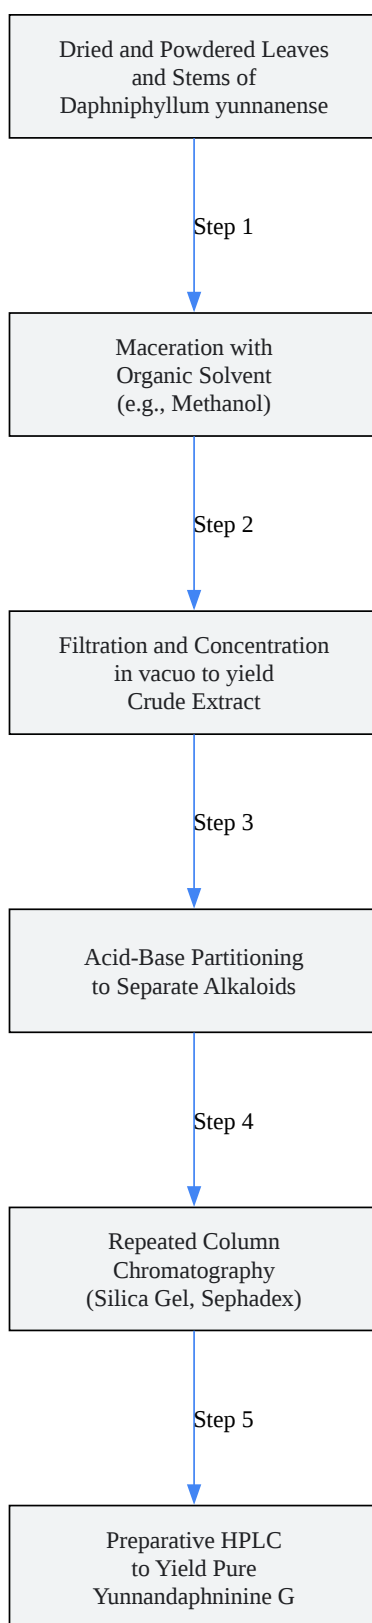 Dried and Powdered Leaves
and Stems of
Daphniphyllum yunnanense
Step 1
Maceration with
Organic Solvent
(e.g., Methanol)
Step 2
Filtration and Concentration
in vacuo to yield
Crude Extract
Step 3
Acid-Base Partitioning
to Separate Alkaloids
Step 4
Repeated Column
Chromatography
(Silica Gel, Sephadex)
Step 5
Preparative HPLC
to Yield Pure
Yunnandaphninine G